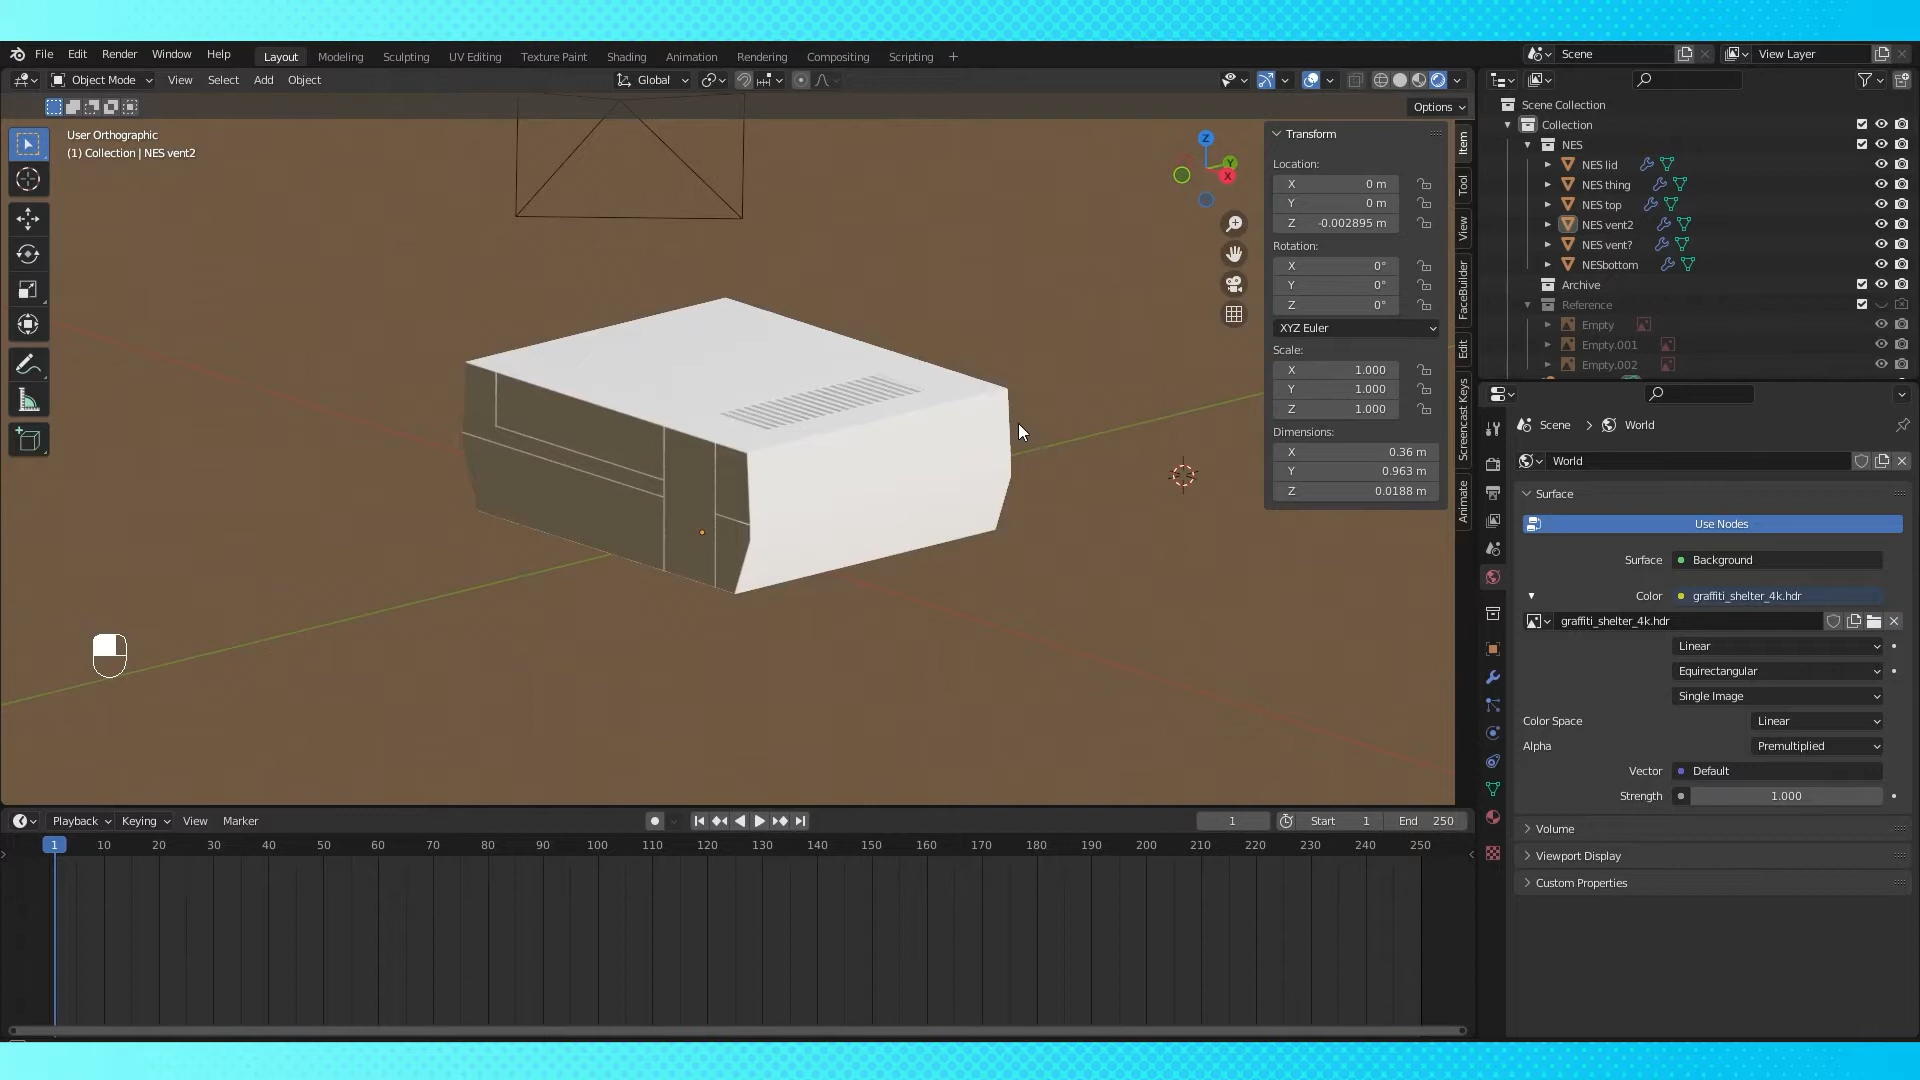 File Edit Render Window Help Layout Modeling Sculpting UV Editing Texture Paint Shading Animation Rendering Compositing Scripting + Scene View Layer
Object Mode View Select Add Object Global
Options
User Orthographic
(1) Collection | NES vent2
Z
Y
X
Transform
Location:
X 0 m
Y 0 m
Z -0.002895 m
Rotation:
X 0°
Y 0°
Z 0°
XYZ Euler
Scale:
X 1.000
Y 1.000
Z 1.000
Dimensions:
X 0.36 m
Y 0.963 m
Z 0.0188 m
Item
Tool
View
FaceBuilder
Edit
Screencast Keys
Animate
Scene Collection
Collection
NES
NES lid
NES thing
NES top
NES vent2
NES vent?
NESbottom
Archive
Reference
Empty
Empty.001
Empty.002
Scene > World
World
Surface
Use Nodes
Surface Background
Color graffiti_shelter_4k.hdr
graffiti_shelter_4k.hdr
Linear
Equirectangular
Single Image
Color Space Linear
Alpha Premultiplied
Vector Default
Strength 1.000
Volume
Viewport Display
Custom Properties
Playback Keying View Marker 1 Start 1 End 250
1 10 20 30 40 50 60 70 80 90 100 110 120 130 140 150 160 170 180 190 200 210 220 230 240 250